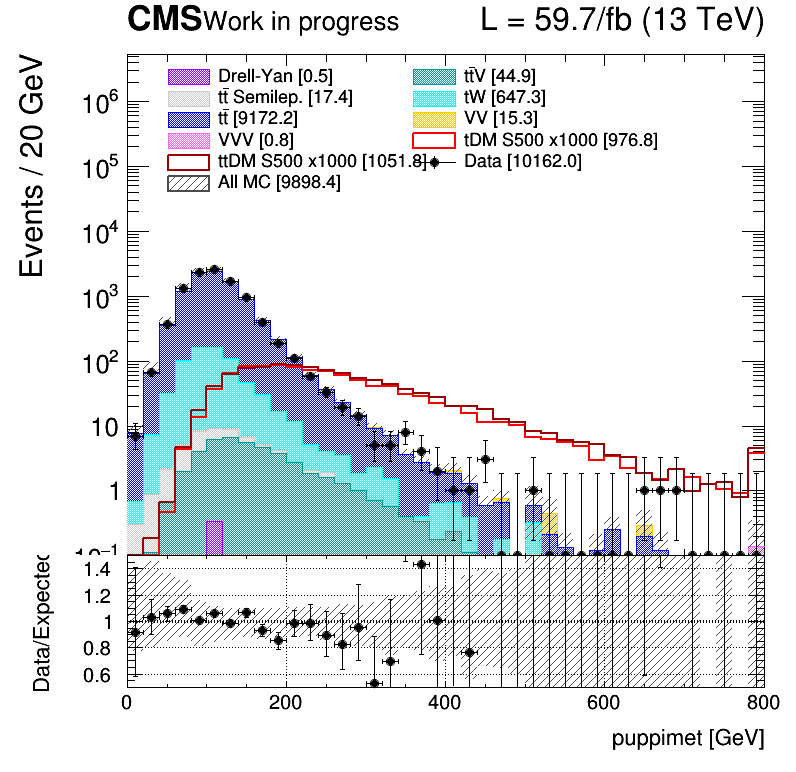 CMS Work in progress L = 59.7/fb (13 TeV)
Events / 20 GeV
Drell-Yan [0.5] tt̄V [44.9]
tt̄ Semilep. [17.4] tW [647.3]
tt̄ [9172.2] VV [15.3]
VVV [0.8] tDM S500 x1000 [976.8]
ttDM S500 x1000 [1051.8] Data [10162.0]
All MC [9898.4]
10⁶
10⁵
10⁴
10³
10²
10
1
10⁻¹
Data/Expected
1.4
1.2
1
0.8
0.6
0 200 400 600 800
puppimet [GeV]